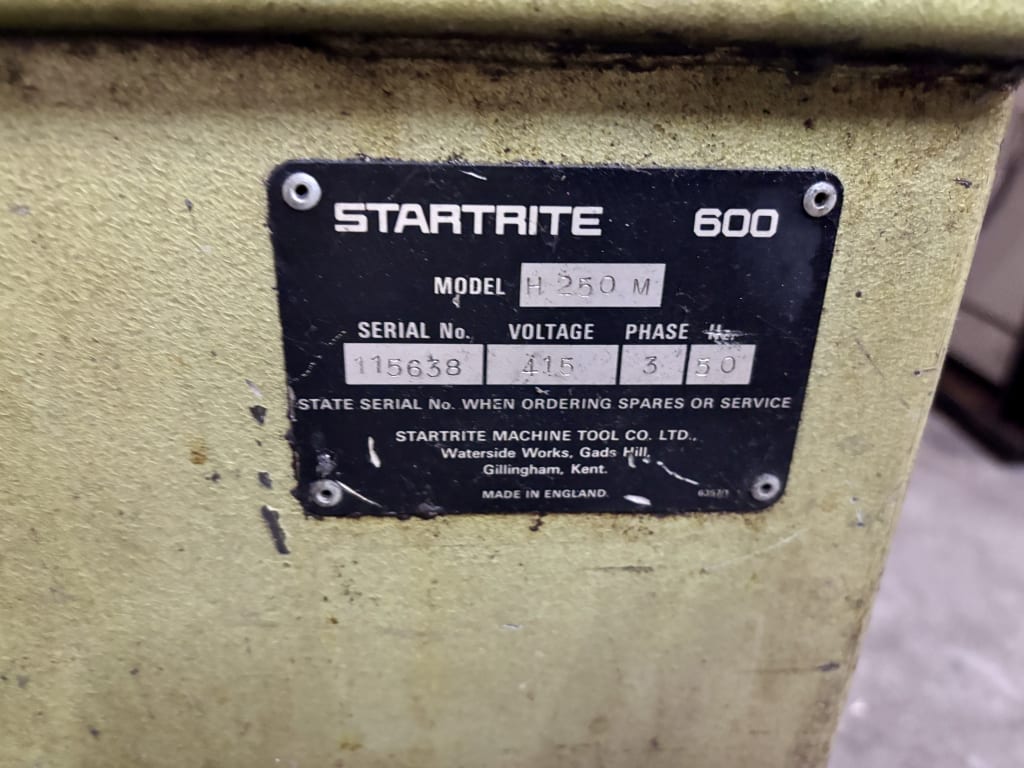 STARTRITE 600
MODEL H 250 M
SERIAL No. VOLTAGE PHASE Hz.
115638 415 3 50
STATE SERIAL No. WHEN ORDERING SPARES OR SERVICE
STARTRITE MACHINE TOOL CO. LTD.,
Waterside Works, Gads Hill,
Gillingham, Kent.
MADE IN ENGLAND.